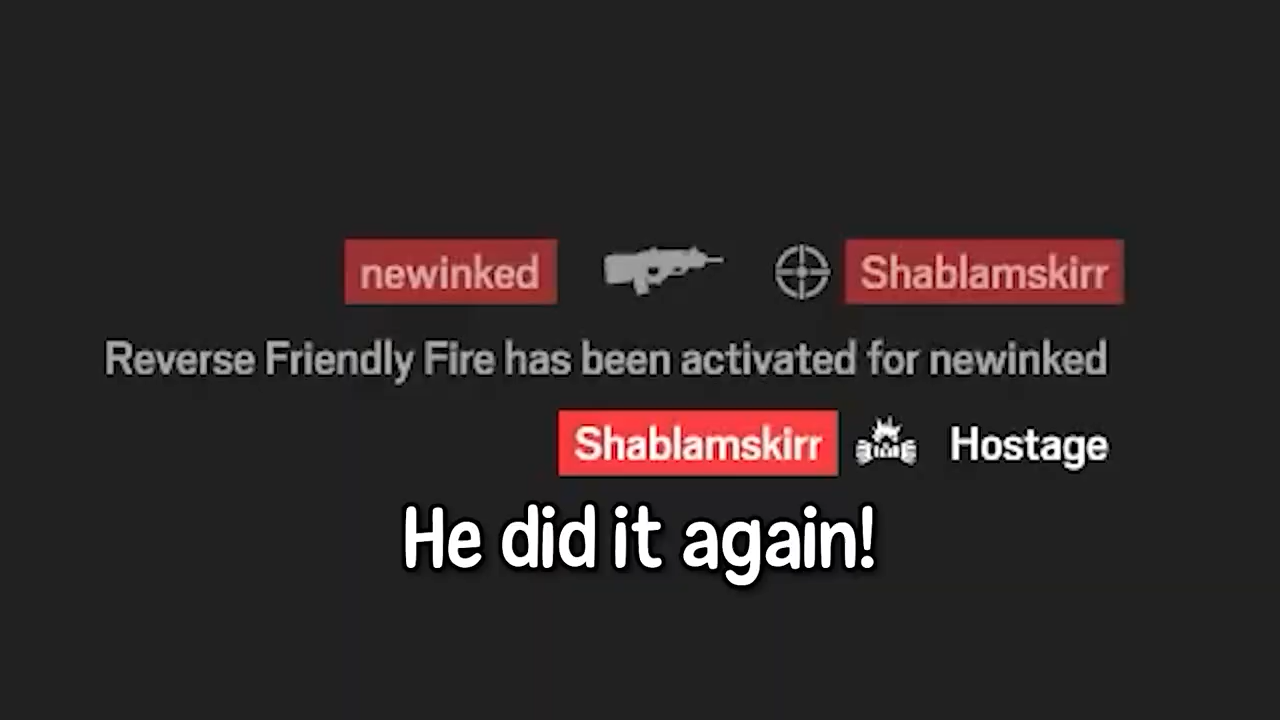 newinked Shablamskirr
Reverse Friendly Fire has been activated for newinked
Shablamskirr Hostage
He did it again!